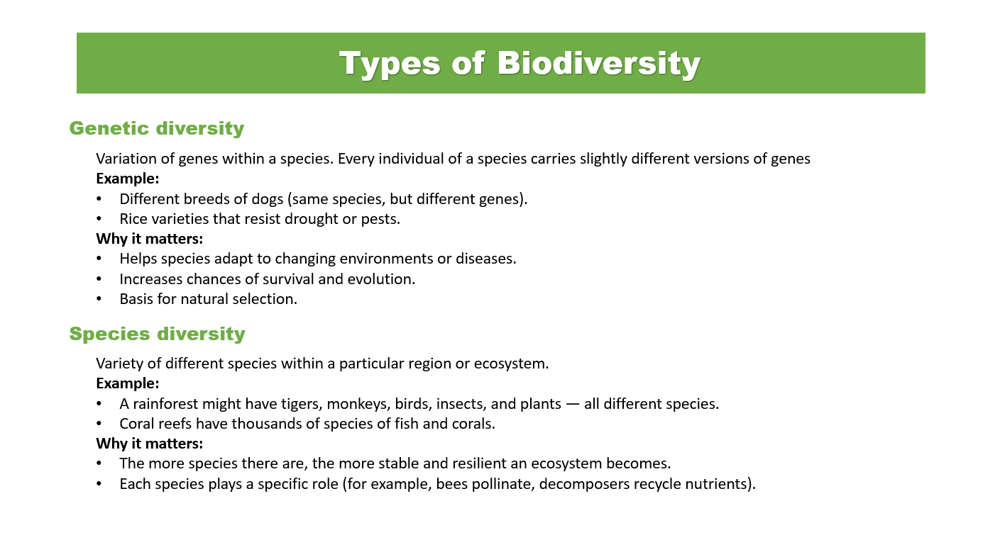 Types of Biodiversity
Genetic diversity
Variation of genes within a species. Every individual of a species carries slightly different versions of genes
Example:
• Different breeds of dogs (same species, but different genes).
• Rice varieties that resist drought or pests.
Why it matters:
• Helps species adapt to changing environments or diseases.
• Increases chances of survival and evolution.
• Basis for natural selection.
Species diversity
Variety of different species within a particular region or ecosystem.
Example:
• A rainforest might have tigers, monkeys, birds, insects, and plants — all different species.
• Coral reefs have thousands of species of fish and corals.
Why it matters:
• The more species there are, the more stable and resilient an ecosystem becomes.
• Each species plays a specific role (for example, bees pollinate, decomposers recycle nutrients).